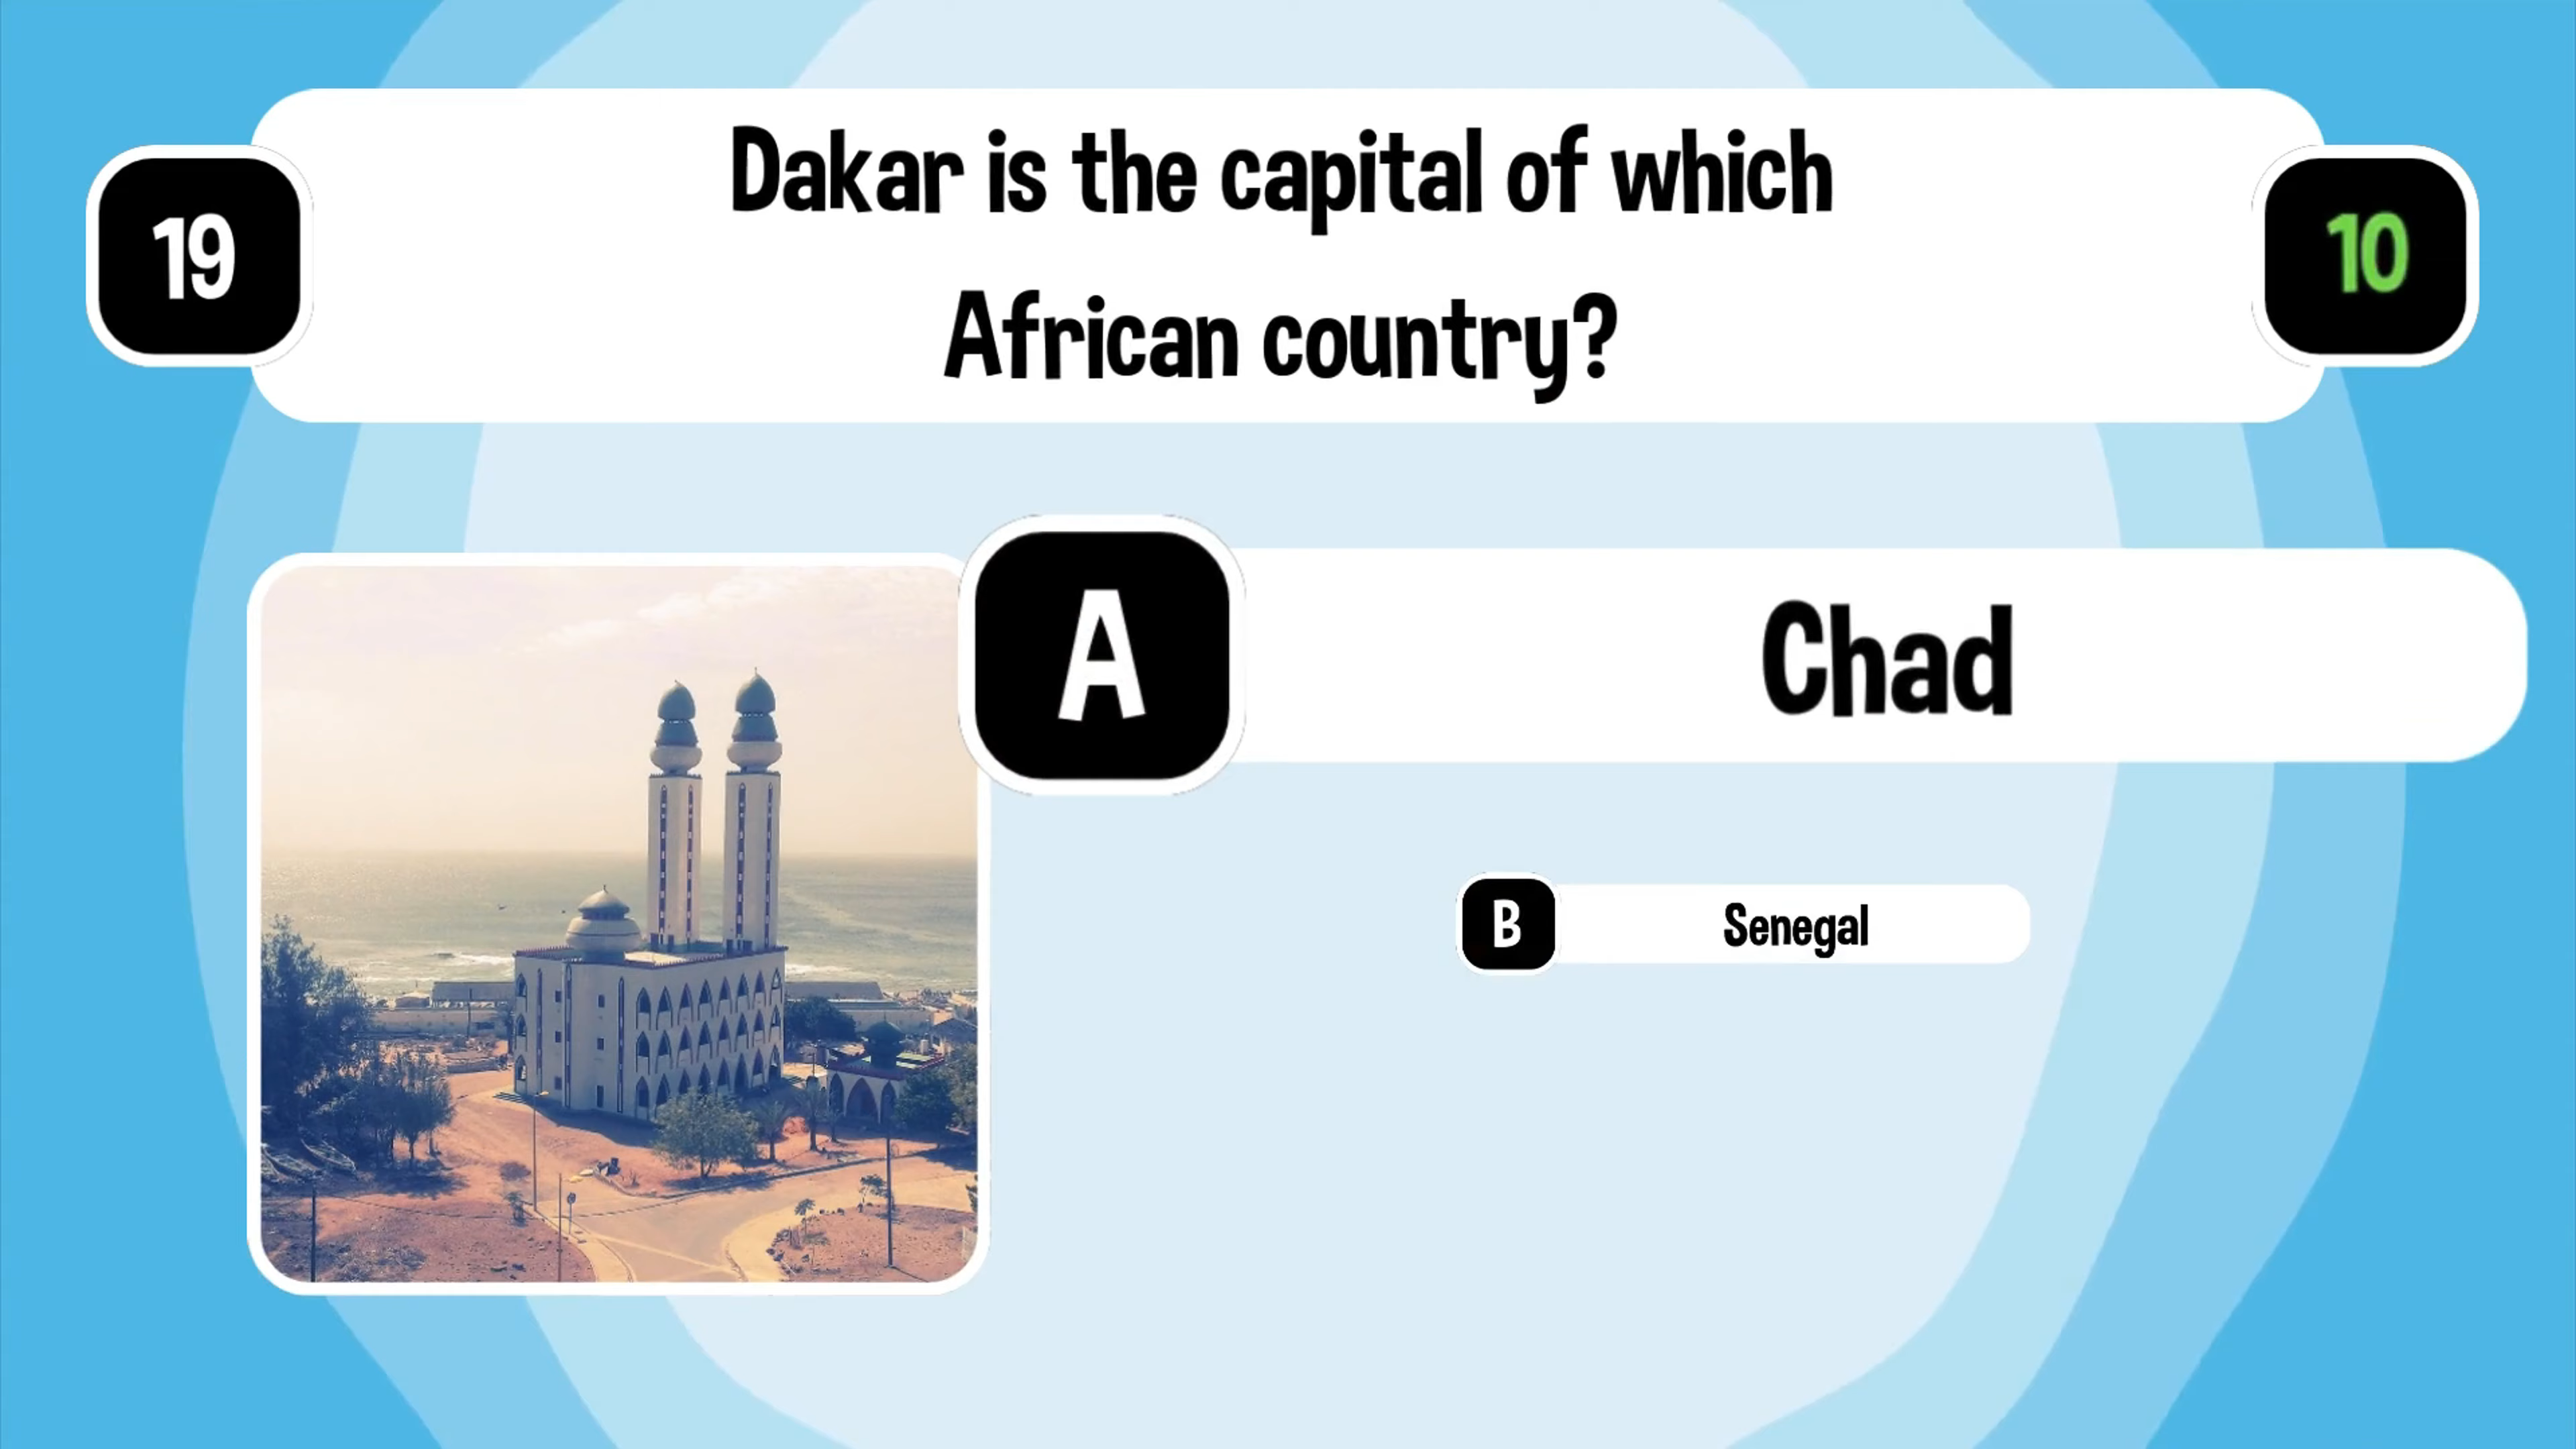 19
Dakar is the capital of which
African country?
10
A
Chad
B
Senegal